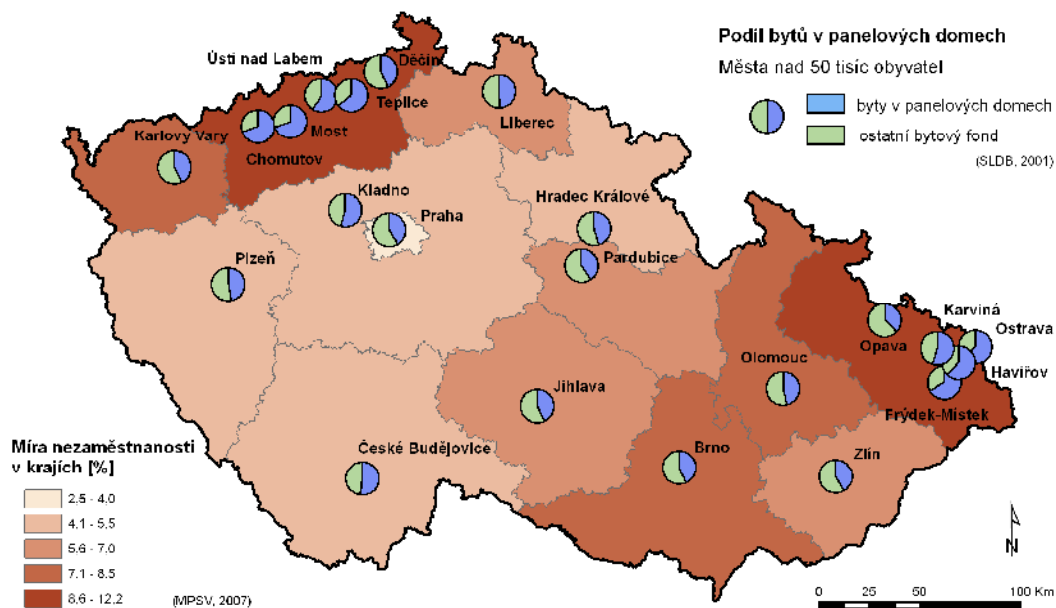 Podíl bytů v panelových domech
Města nad 50 tisíc obyvatel
byty v panelových domech
ostatní bytový fond
(SLDB, 2001)
Ústí nad Labem
Děčín
Teplice
Most
Chomutov
Karlovy Vary
Liberec
Kladno
Praha
Hradec Králové
Pardubice
Plzeň
Karviná
Ostrava
Opava
Havířov
Frýdek-Místek
Olomouc
Jihlava
České Budějovice
Brno
Zlín
Míra nezaměstnanosti
v krajích [%]
2,5 - 4,0
4,1 - 5,5
5,6 - 7,0
7,1 - 8,5
8,6 - 12,2
(MPSV, 2007)
N
0 25 50 100 Km